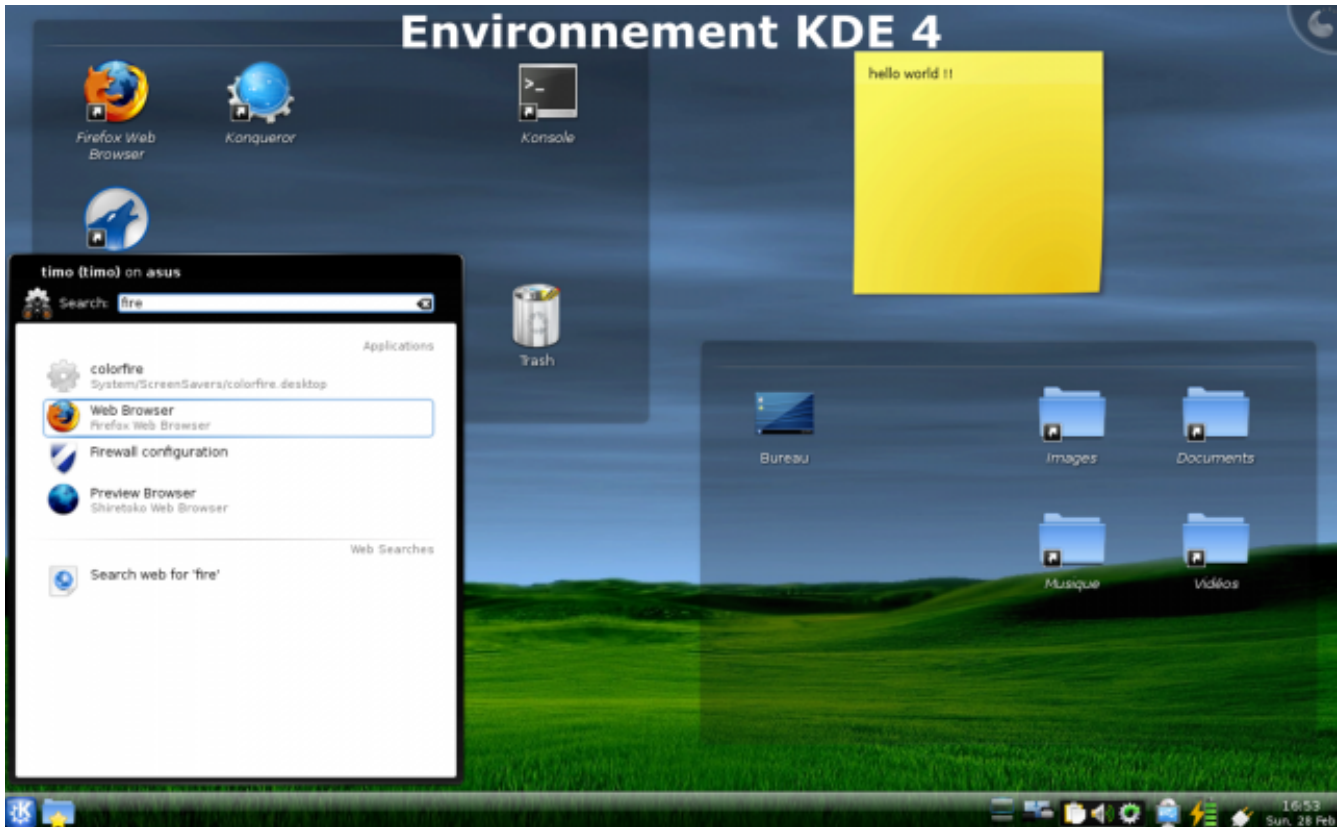 Environnement KDE 4
Firefox Web
Browser
Konqueror
Konsole
hello world !!
timo (timo) on asus
Search:
fire
Applications
colorfire
System/ScreenSavers/colorfire.desktop
Web Browser
Firefox Web Browser
Firewall configuration
Preview Browser
Shiretoko Web Browser
Web Searches
Search web for 'fire'
Trash
Bureau
Images
Documents
Musique
Vidéos
16:53
Sun, 28 Feb